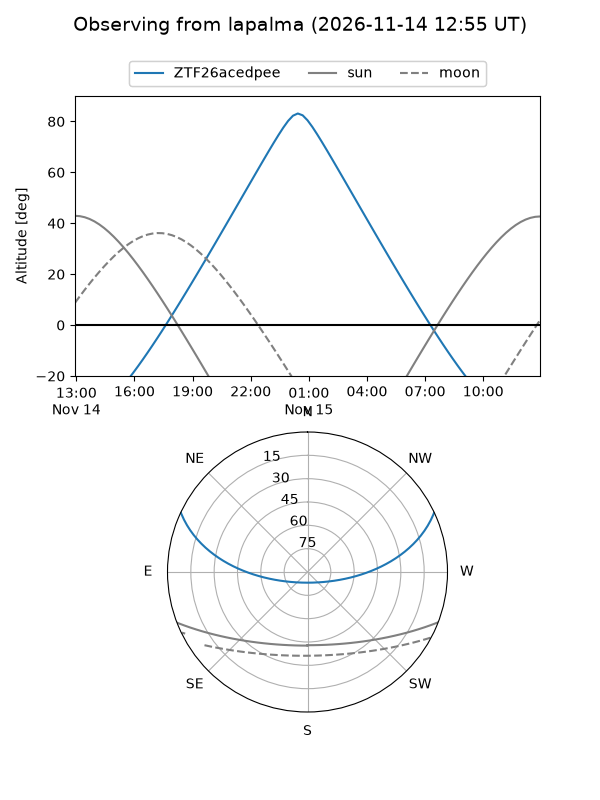 Observing from lapalma (2026-11-14 12:55 UT)
ZTF26acedpee sun moon
Altitude [deg]
80
60
40
20
0
−20
13:00 16:00 19:00 22:00 01:00 04:00 07:00 10:00
Nov 14 Nov 15
N
NE NW
15
30
45
60
75
E W
SE SW
S